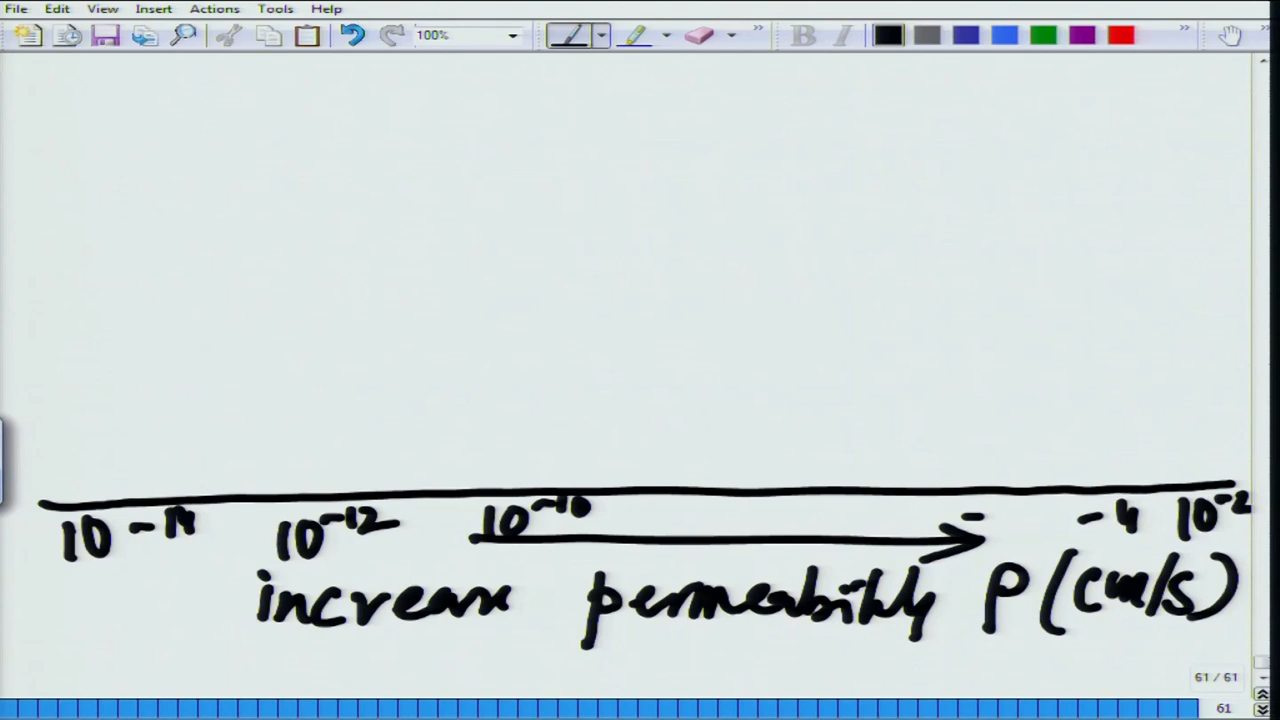 File Edit View Insert Actions Tools Help
100% B I
10 -14 10-12 10-10 - -4 10-2
increase permeability P (cm/s)
61 / 61
61